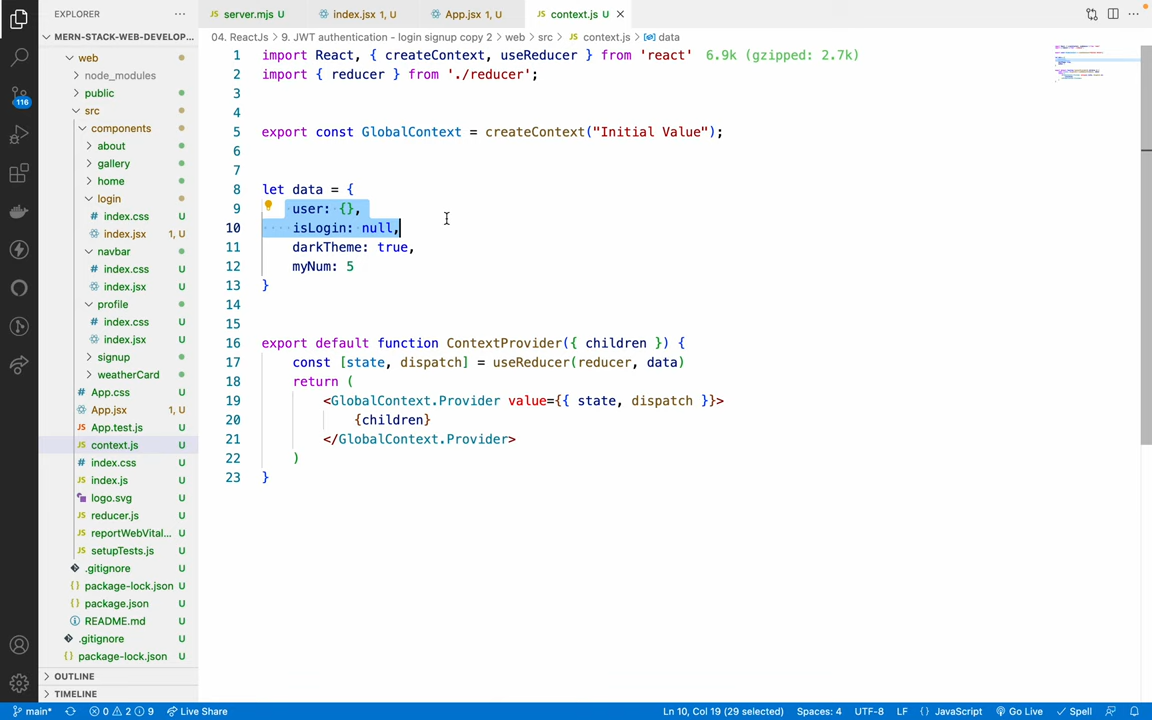 EXPLORER ···
MERN-STACK-WEB-DEVELOP...
web
node_modules
public U
src
components
about
gallery
home
login
index.css U
index.jsx 1, U
navbar
index.css U
index.jsx U
profile
index.css U
index.jsx U
signup
weatherCard
App.css U
App.jsx 1, U
App.test.js U
context.js U
index.css U
index.js U
logo.svg U
reducer.js U
reportWebVital... U
setupTests.js U
.gitignore U
package-lock.json U
package.json U
README.md U
.gitignore U
package-lock.json U
OUTLINE
TIMELINE
116
server.mjs U index.jsx 1, U App.jsx 1, U context.js U
04. ReactJs > 9. JWT authentication - login signup copy 2 > web > src > JS context.js > data
1 import React, { createContext, useReducer } from 'react' 6.9k (gzipped: 2.7k)
2 import { reducer } from './reducer';
3
4
5 export const GlobalContext = createContext("Initial Value");
6
7
8 let data = {
9 user: {},
10 isLogin: null,
11 darkTheme: true,
12 myNum: 5
13 }
14
15
16 export default function ContextProvider({ children }) {
17 const [state, dispatch] = useReducer(reducer, data)
18 return (
19 <GlobalContext.Provider value={{ state, dispatch }}>
20 {children}
21 </GlobalContext.Provider>
22 )
23 }
main* 0 2 9 Live Share Ln 10, Col 19 (29 selected) Spaces: 4 UTF-8 LF {} JavaScript Go Live Spell